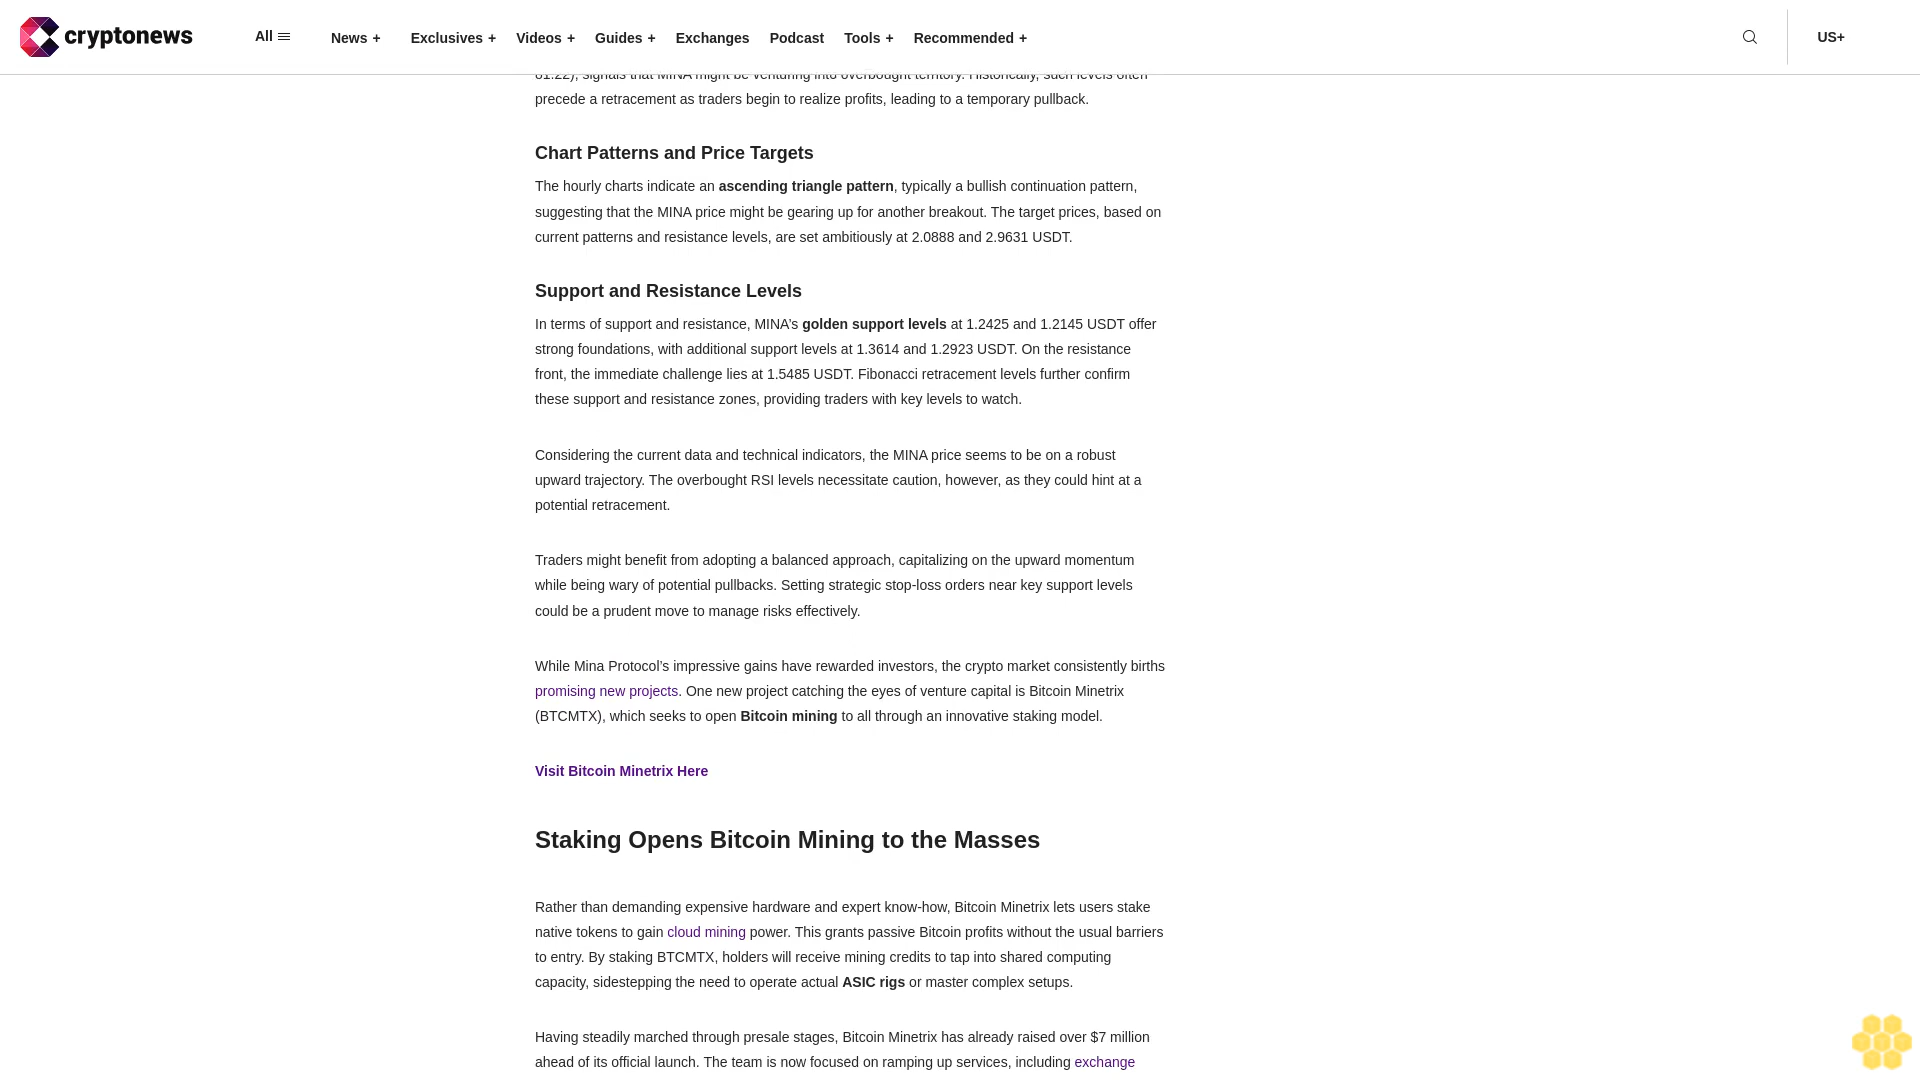 cryptonews
All
News +
Exclusives +
Videos +
Guides +
Exchanges
Podcast
Tools +
Recommended +
US+
81.22), signals that MINA might be venturing into overbought territory. Historically, such levels often
precede a retracement as traders begin to realize profits, leading to a temporary pullback.
Chart Patterns and Price Targets
The hourly charts indicate an ascending triangle pattern, typically a bullish continuation pattern,
suggesting that the MINA price might be gearing up for another breakout. The target prices, based on
current patterns and resistance levels, are set ambitiously at 2.0888 and 2.9631 USDT.
Support and Resistance Levels
In terms of support and resistance, MINA’s golden support levels at 1.2425 and 1.2145 USDT offer
strong foundations, with additional support levels at 1.3614 and 1.2923 USDT. On the resistance
front, the immediate challenge lies at 1.5485 USDT. Fibonacci retracement levels further confirm
these support and resistance zones, providing traders with key levels to watch.
Considering the current data and technical indicators, the MINA price seems to be on a robust
upward trajectory. The overbought RSI levels necessitate caution, however, as they could hint at a
potential retracement.
Traders might benefit from adopting a balanced approach, capitalizing on the upward momentum
while being wary of potential pullbacks. Setting strategic stop-loss orders near key support levels
could be a prudent move to manage risks effectively.
While Mina Protocol’s impressive gains have rewarded investors, the crypto market consistently births
promising new projects. One new project catching the eyes of venture capital is Bitcoin Minetrix
(BTCMTX), which seeks to open Bitcoin mining to all through an innovative staking model.
Visit Bitcoin Minetrix Here
Staking Opens Bitcoin Mining to the Masses
Rather than demanding expensive hardware and expert know-how, Bitcoin Minetrix lets users stake
native tokens to gain cloud mining power. This grants passive Bitcoin profits without the usual barriers
to entry. By staking BTCMTX, holders will receive mining credits to tap into shared computing
capacity, sidestepping the need to operate actual ASIC rigs or master complex setups.
Having steadily marched through presale stages, Bitcoin Minetrix has already raised over $7 million
ahead of its official launch. The team is now focused on ramping up services, including exchange